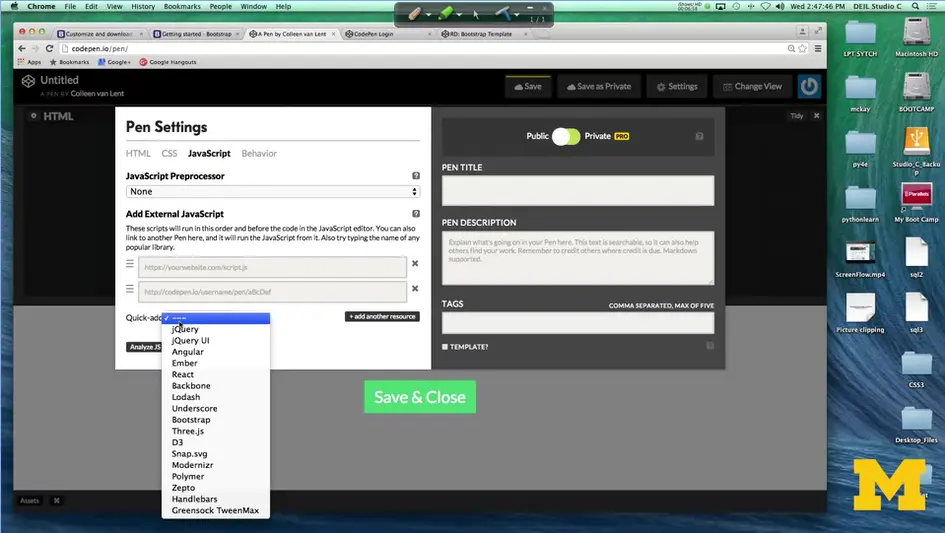 Chrome File Edit View History Bookmarks People Window Help
1 / 1
Wed 2:47:46 PM DEIL Studio C
Customize and downloa
Getting started · Bootstrap
A Pen by Colleen van Lent
CodePen Login
RD: Bootstrap Template
codepen.io/pen/
Apps Bookmarks Google+ Google Hangouts
Untitled
A PEN BY Colleen van Lent
Save
Save as Private
Settings
Change View
HTML
Tidy
Pen Settings
HTML CSS JavaScript Behavior
JavaScript Preprocessor
None
Add External JavaScript
These scripts will run in this order and before the code in the JavaScript editor. You can also
link to another Pen here, and it will run the JavaScript from it. Also try typing the name of any
popular library.
https://yourwebsite.com/script.js
http://codepen.io/username/pen/aBcDef
Quick-add
+ add another resource
Analyze JS
jQuery
jQuery UI
Angular
Ember
React
Backbone
Lodash
Underscore
Bootstrap
Three.js
D3
Snap.svg
Modernizr
Polymer
Zepto
Handlebars
Greensock TweenMax
Public Private PRO
PEN TITLE
PEN DESCRIPTION
Explain what's going on in your Pen here. This text is searchable, so it can also help
others find your work. Remember to credit others where credit is due. Markdown
supported.
TAGS
COMMA SEPARATED, MAX OF FIVE
TEMPLATE?
Save & Close
Assets
LPT-SYTCH
Macintosh HD
mckay
BOOTCAMP
py4e
Studio_C_Backu
p
pythonlearn
Parallels
My Boot Camp
ScreenFlow.mp4
sql2
Picture clipping
sql3
CSS3
Desktop_Files
M